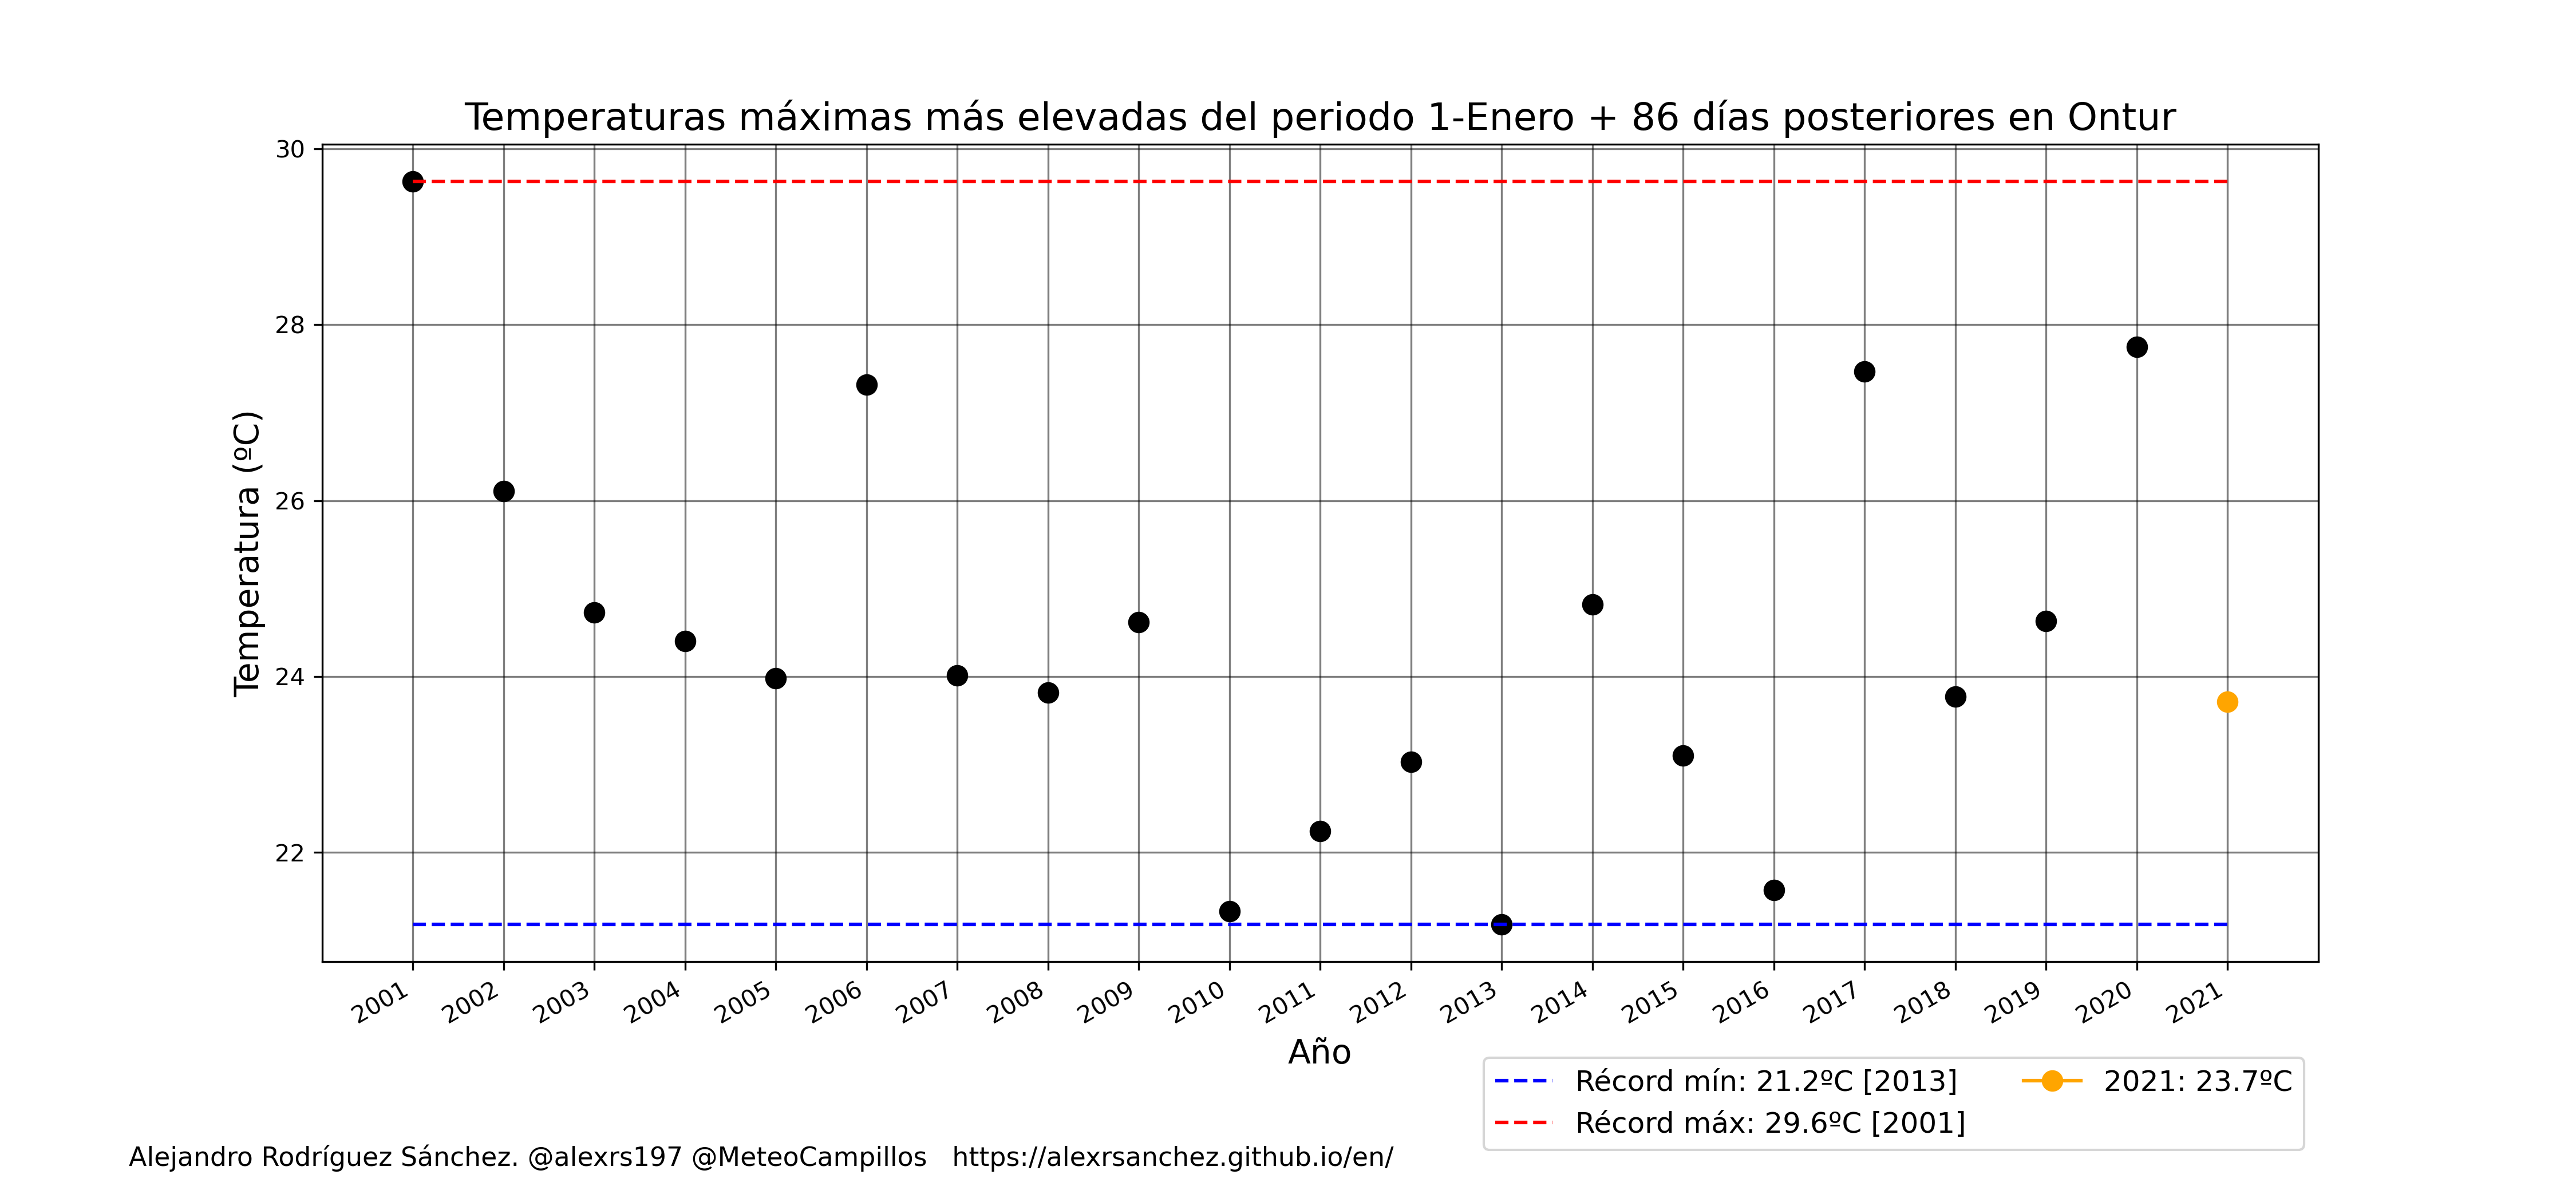 Temperaturas máximas más elevadas del periodo 1-Enero + 86 días posteriores en Ontur
Temperatura (ºC)
30
28
26
24
22
2001 2002 2003 2004 2005 2006 2007 2008 2009 2010 2011 2012 2013 2014 2015 2016 2017 2018 2019 2020 2021
Año
Récord mín: 21.2ºC [2013]
Récord máx: 29.6ºC [2001]
2021: 23.7ºC
Alejandro Rodríguez Sánchez. @alexrs197 @MeteoCampillos https://alexrsanchez.github.io/en/